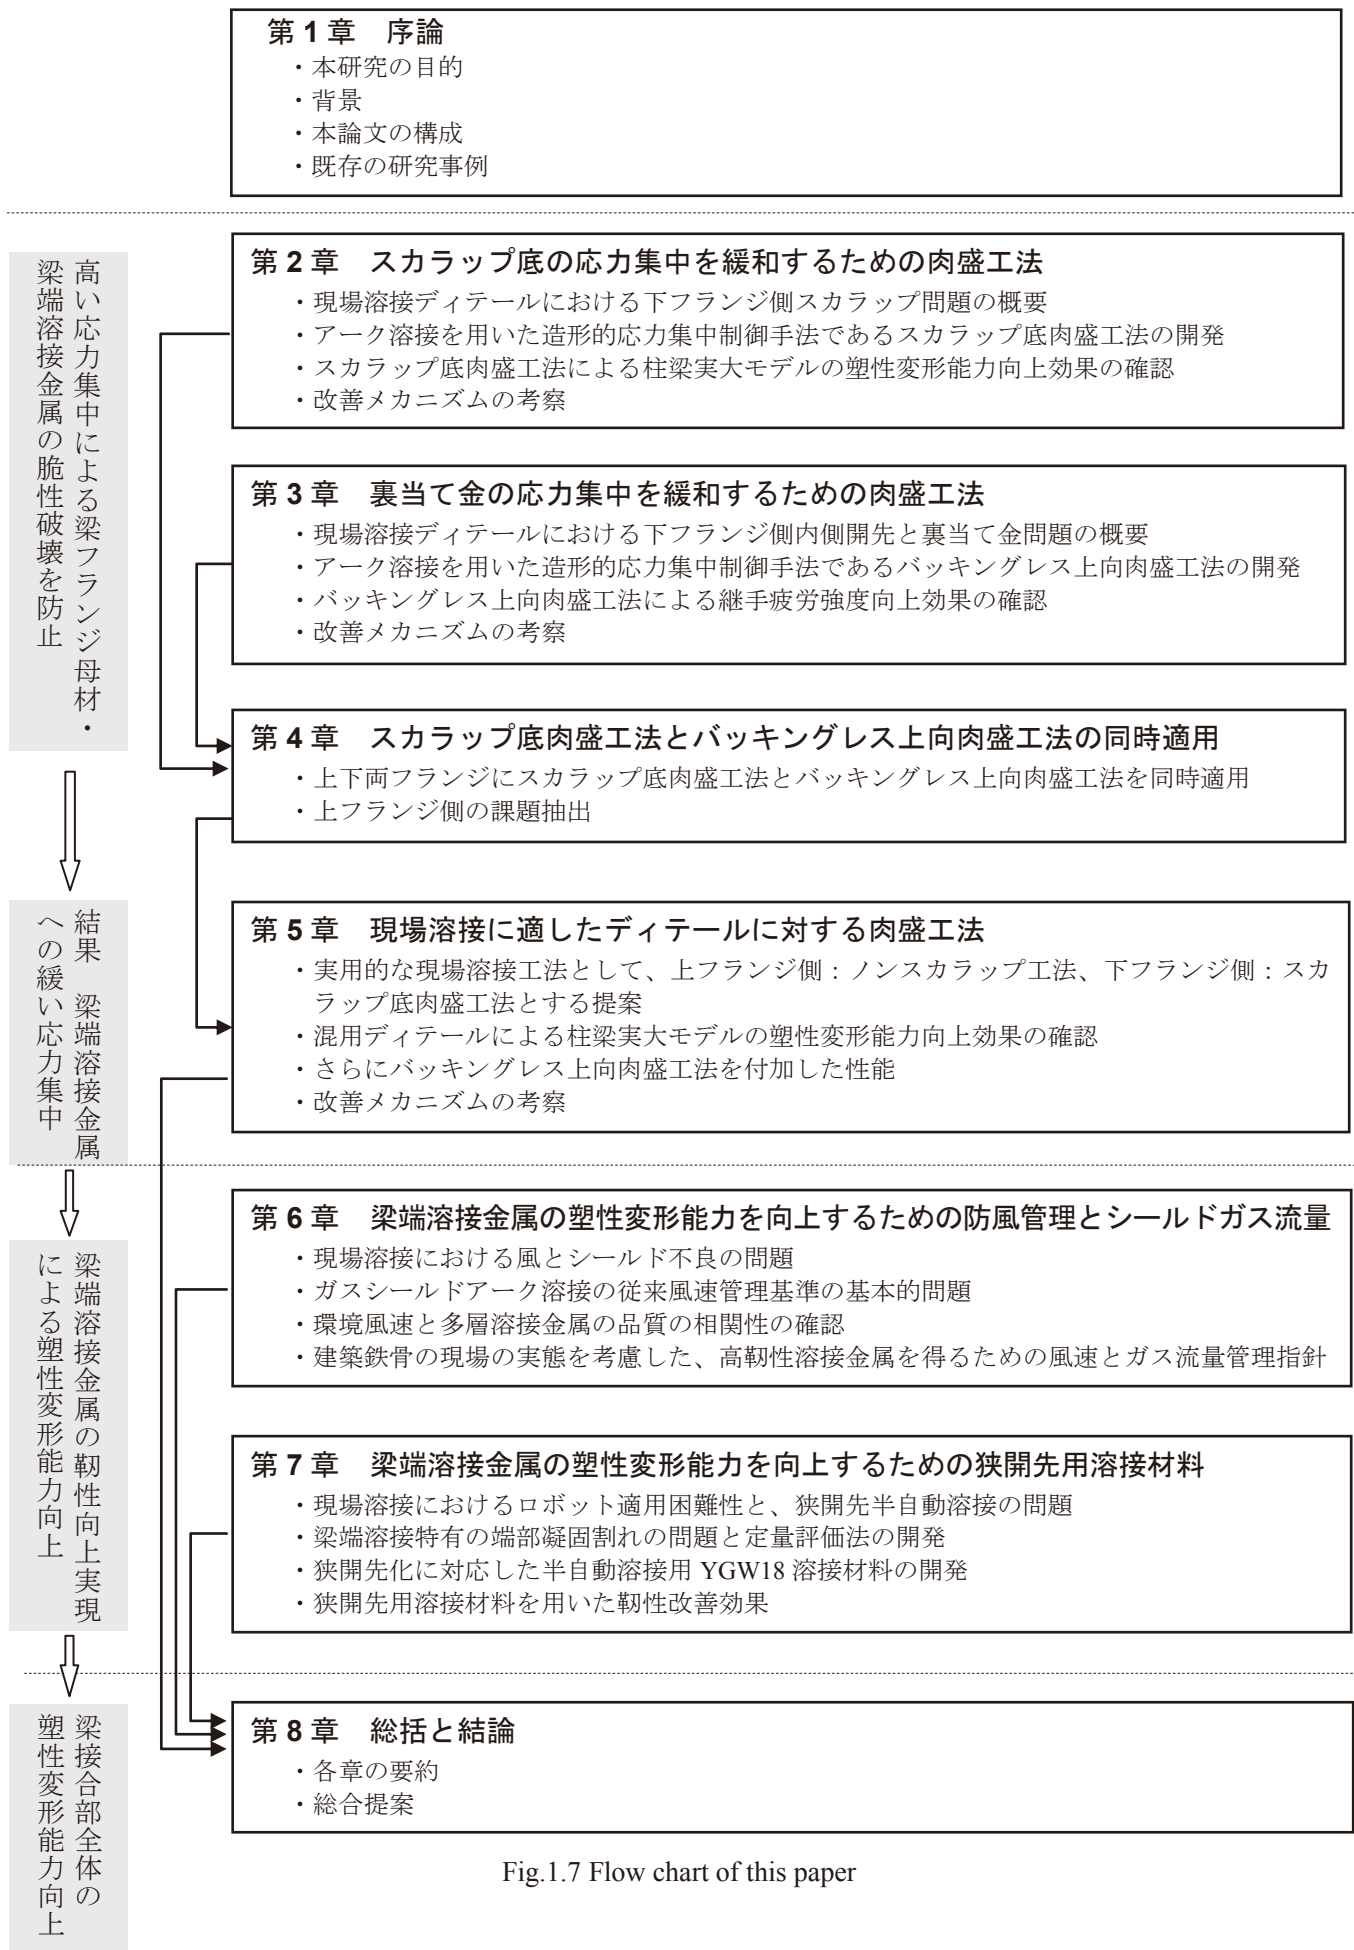 第 1 章　序論
・本研究の目的
・背景
・本論文の構成
・既存の研究事例
高い応力集中による梁フランジ母材・
梁端溶接金属の脆性破壊を防止
第 2 章　スカラップ底の応力集中を緩和するための肉盛工法
・現場溶接ディテールにおける下フランジ側スカラップ問題の概要
・アーク溶接を用いた造形的応力集中制御手法であるスカラップ底肉盛工法の開発
・スカラップ底肉盛工法による柱梁実大モデルの塑性変形能力向上効果の確認
・改善メカニズムの考察
第 3 章　裏当て金の応力集中を緩和するための肉盛工法
・現場溶接ディテールにおける下フランジ側内側開先と裏当て金問題の概要
・アーク溶接を用いた造形的応力集中制御手法であるバッキングレス上向肉盛工法の開発
・バッキングレス上向肉盛工法による継手疲労強度向上効果の確認
・改善メカニズムの考察
第 4 章　スカラップ底肉盛工法とバッキングレス上向肉盛工法の同時適用
・上下両フランジにスカラップ底肉盛工法とバッキングレス上向肉盛工法を同時適用
・上フランジ側の課題抽出
結果　梁端溶接金属
への緩い応力集中
第 5 章　現場溶接に適したディテールに対する肉盛工法
・実用的な現場溶接工法として、上フランジ側：ノンスカラップ工法、下フランジ側：スカ
ラップ底肉盛工法とする提案
・混用ディテールによる柱梁実大モデルの塑性変形能力向上効果の確認
・さらにバッキングレス上向肉盛工法を付加した性能
・改善メカニズムの考察
梁端溶接金属の靭性向上実現
による塑性変形能力向上
第 6 章　梁端溶接金属の塑性変形能力を向上するための防風管理とシールドガス流量
・現場溶接における風とシールド不良の問題
・ガスシールドアーク溶接の従来風速管理基準の基本的問題
・環境風速と多層溶接金属の品質の相関性の確認
・建築鉄骨の現場の実態を考慮した、高靭性溶接金属を得るための風速とガス流量管理指針
第 7 章　梁端溶接金属の塑性変形能力を向上するための狭開先用溶接材料
・現場溶接におけるロボット適用困難性と、狭開先半自動溶接の問題
・梁端溶接特有の端部凝固割れの問題と定量評価法の開発
・狭開先化に対応した半自動溶接用 YGW18 溶接材料の開発
・狭開先用溶接材料を用いた靭性改善効果
梁接合部全体の
塑性変形能力向上
第 8 章　総括と結論
・各章の要約
・総合提案
Fig.1.7 Flow chart of this paper